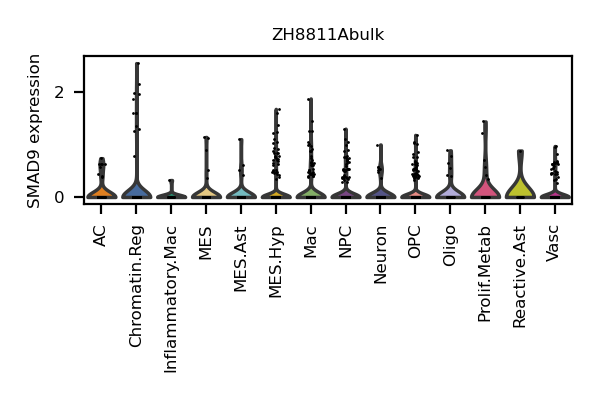 ZH8811Abulk
SMAD9 expression
2
0
AC
Chromatin.Reg
Inflammatory.Mac
MES
MES.Ast
MES.Hyp
Mac
NPC
Neuron
OPC
Oligo
Prolif.Metab
Reactive.Ast
Vasc